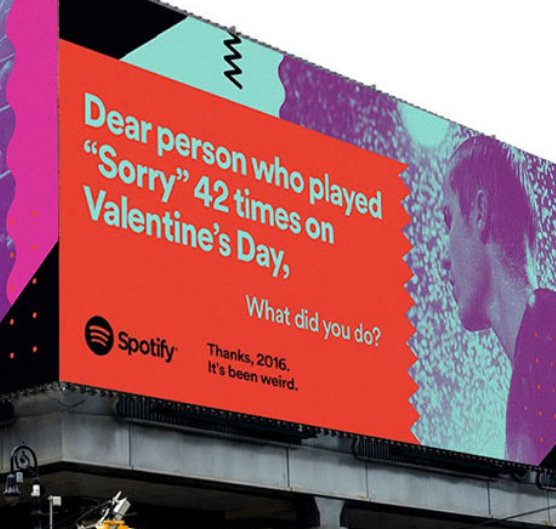 Dear person who played
“Sorry” 42 times on
Valentine’s Day,
What did you do?
Spotify
Thanks, 2016.
It’s been weird.